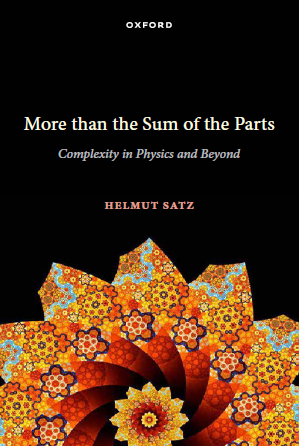 OXFORD
More than the Sum of the Parts
Complexity in Physics and Beyond
HELMUT SATZ